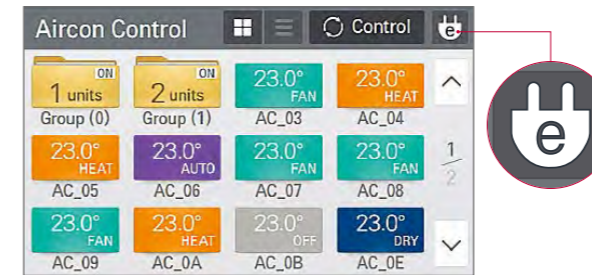 Aircon Control
Control
e
ON
1 units
Group (0)
ON
2 units
Group (1)
23.0°
FAN
AC_03
23.0°
HEAT
AC_04
23.0°
HEAT
AC_05
23.0°
AUTO
AC_06
23.0°
FAN
AC_07
23.0°
FAN
AC_08
1
2
23.0°
FAN
AC_09
23.0°
HEAT
AC_0A
23.0°
OFF
AC_0B
23.0°
DRY
AC_0E
e